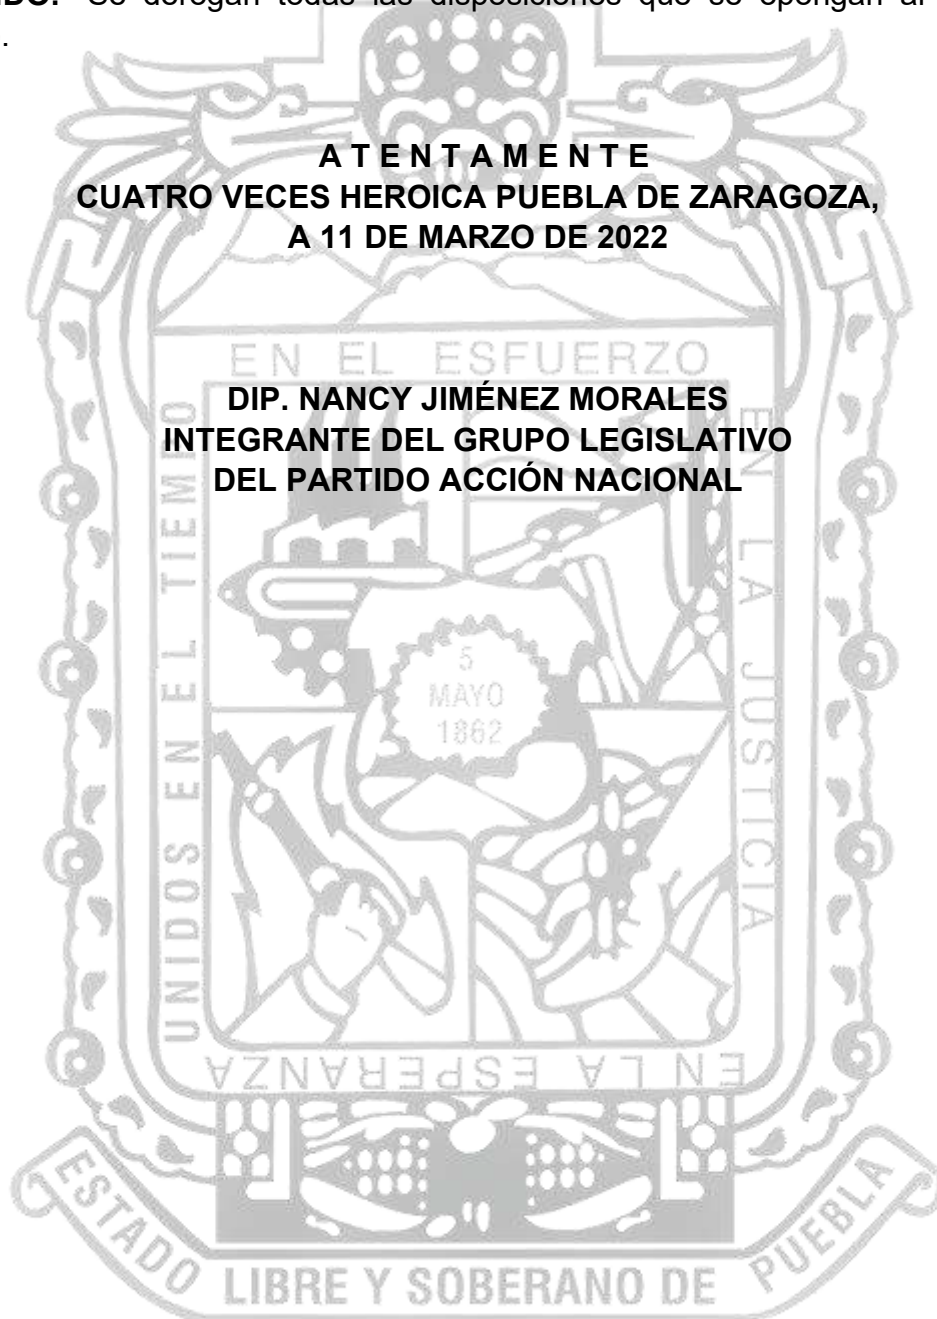 Se derogan todas las disposiciones que se opongan al
.
A T E N T A M E N T E
CUATRO VECES HEROICA PUEBLA DE ZARAGOZA,
A 11 DE MARZO DE 2022
EN EL ESFUERZO
DIP. NANCY JIMÉNEZ MORALES
INTEGRANTE DEL GRUPO LEGISLATIVO
DEL PARTIDO ACCIÓN NACIONAL
UNIDOS EN EL TIEMPO
EN LA JUSTICIA
5
MAYO
1862
EN LA ESPERANZA
ESTADO LIBRE Y SOBERANO DE PUEBLA